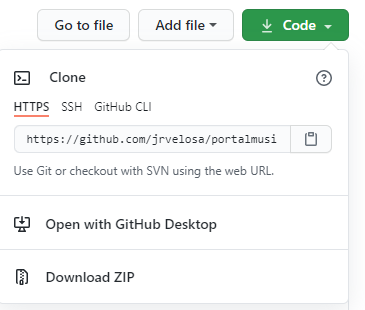 Go to file Add file Code
Clone
HTTPS SSH GitHub CLI
https://github.com/jrvelosa/portalmusi
Use Git or checkout with SVN using the web URL.
Open with GitHub Desktop
Download ZIP